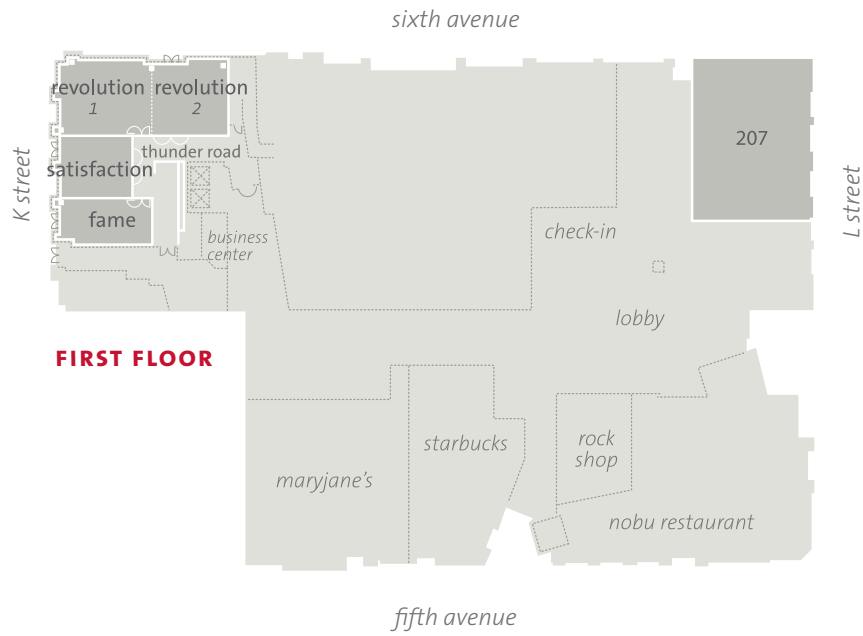 sixth avenue
revolution
1
revolution
2
207
thunder road
satisfaction
K street
L street
fame
business
center
check-in
lobby
FIRST FLOOR
starbucks
rock
shop
maryjane's
nobu restaurant
fifth avenue